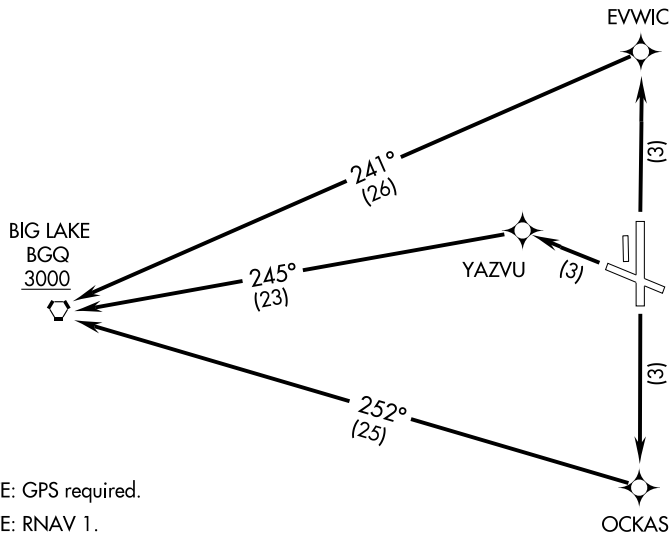 EVWIC
(3)
241°
(26)
BIG LAKE
BGQ
3000
YAZVU
(3)
245°
(23)
(3)
252°
(25)
E: GPS required.
E: RNAV 1.
OCKAS